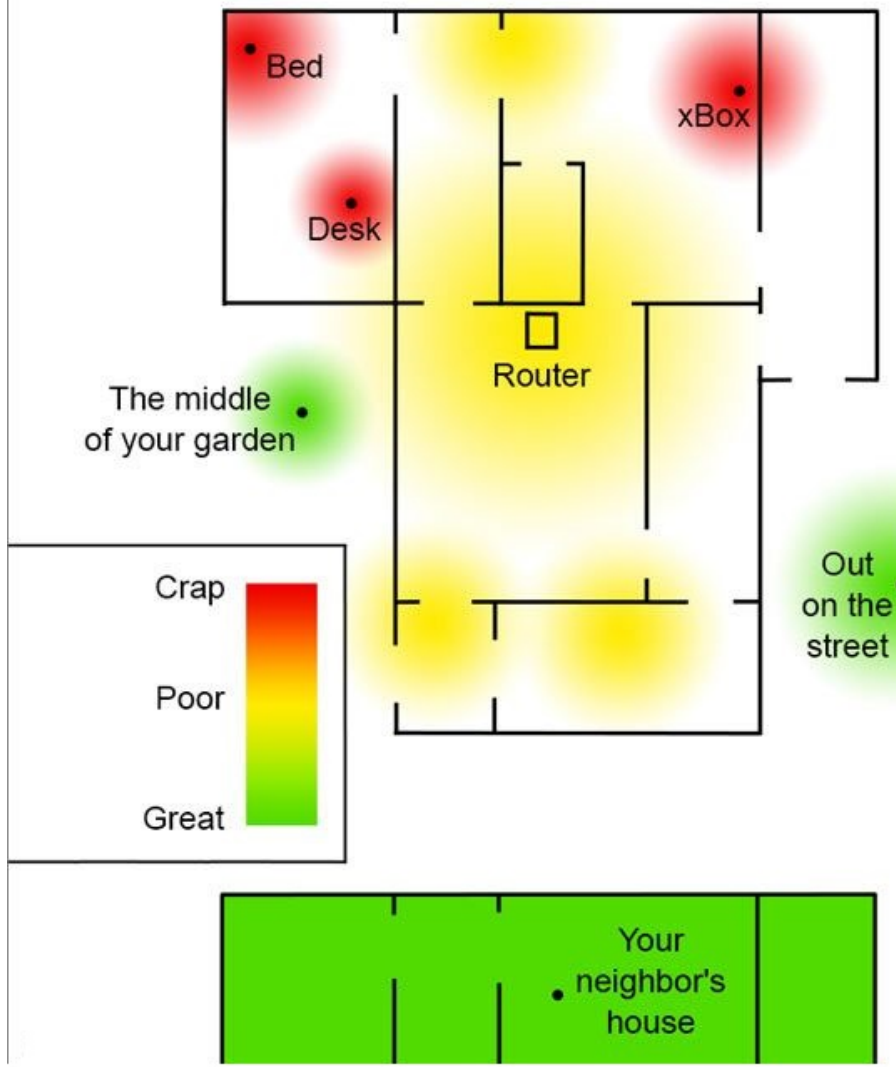 Bed
xBox
Desk
Router
The middle
of your garden
Out
on the
street
Crap
Poor
Great
Your
neighbor's
house